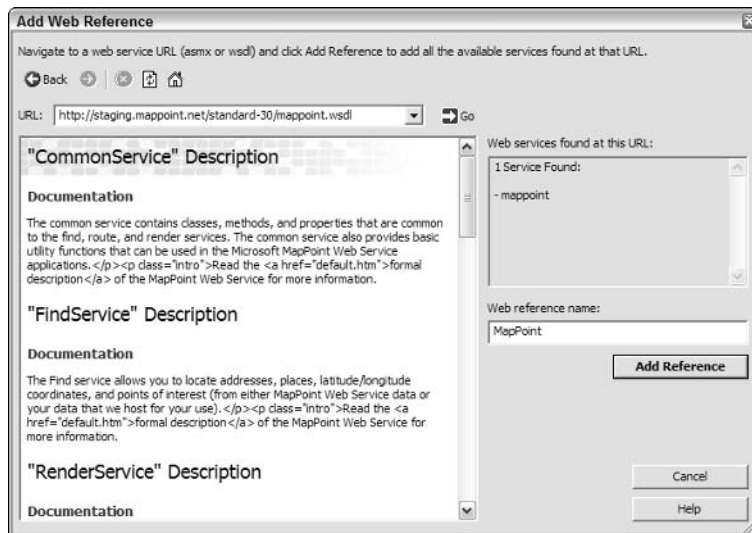 Add Web Reference
Navigate to a web service URL (asmx or wsdl) and click Add Reference to add all the available services found at that URL.
Back
URL: http://staging.mappoint.net/standard-30/mappoint.wsdl Go
"CommonService" Description
Documentation
The common service contains classes, methods, and properties that are common
to the find, route, and render services. The common service also provides basic
utility functions that can be used in the Microsoft MapPoint Web Service
applications.</p><p class="intro">Read the <a href="default.htm">formal
description</a> of the MapPoint Web Service for more information.
"FindService" Description
Documentation
The Find service allows you to locate addresses, places, latitude/longitude
coordinates, and points of interest (from either MapPoint Web Service data or
your data that we host for your use).</p><p class="intro">Read the <a
href="default.htm">formal description</a> of the MapPoint Web Service for
more information.
"RenderService" Description
Documentation
Web services found at this URL:
1 Service Found:
- mappoint
Web reference name:
MapPoint
Add Reference
Cancel
Help